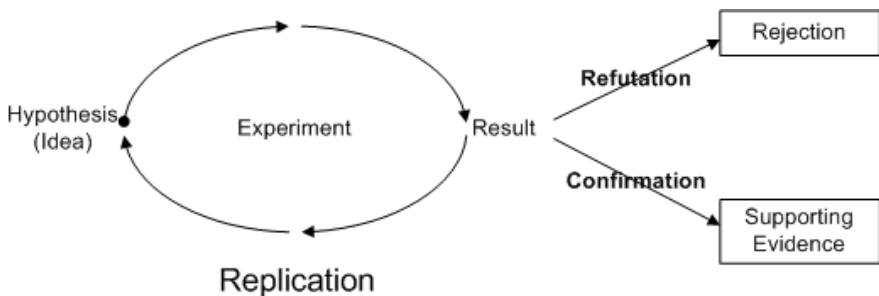 Hypothesis
(Idea)
Experiment
Result
Refutation
Rejection
Confirmation
Supporting
Evidence
Replication